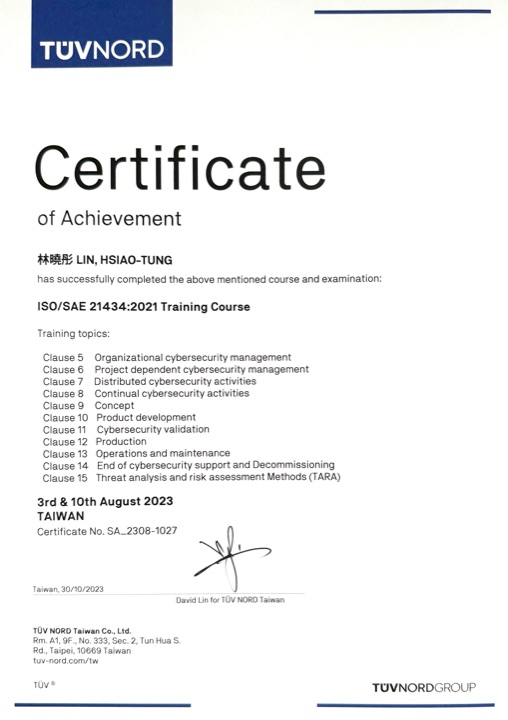 TÜVNORD
Certificate
of Achievement
林曉彤 LIN, HSIAO-TUNG
has successfully completed the above mentioned course and examination:
ISO/SAE 21434:2021 Training Course
Training topics:
Clause 5 Organizational cybersecurity management
Clause 6 Project dependent cybersecurity management
Clause 7 Distributed cybersecurity activities
Clause 8 Continual cybersecurity activities
Clause 9 Concept
Clause 10 Product development
Clause 11 Cybersecurity validation
Clause 12 Production
Clause 13 Operations and maintenance
Clause 14 End of cybersecurity support and Decommissioning
Clause 15 Threat analysis and risk assessment Methods (TARA)
3rd & 10th August 2023
TAIWAN
Certificate No. SA_2308-1027
Taiwan, 30/10/2023
David Lin for TÜV NORD Taiwan
TÜV NORD Taiwan Co., Ltd.
Rm. A1, 9F., No. 333, Sec. 2, Tun Hua S.
Rd., Taipei, 10669 Taiwan
tuv-nord.com/tw
TÜV ®
TÜVNORDGROUP